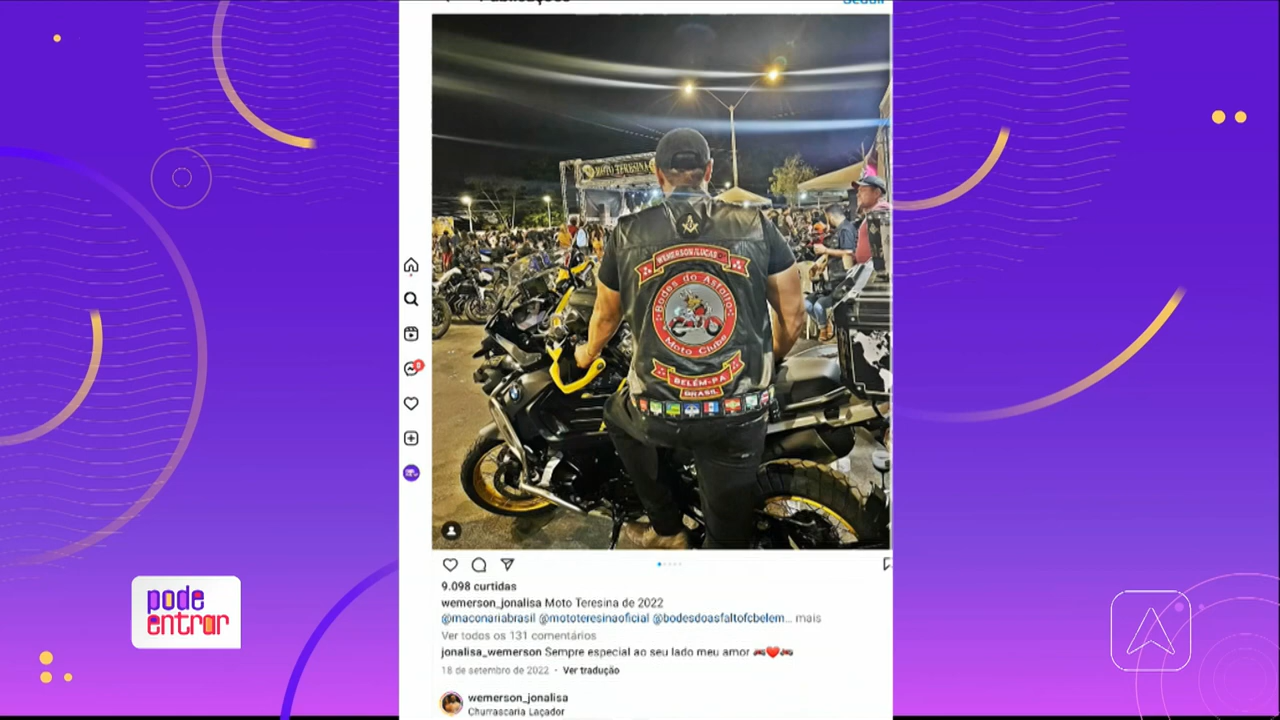 Publicações
Seguir
MOTO TERESINA
WEMERSON/LUCAS
Bodes do Asfalto
Moto Clube
BELÉM-PA
BRASIL
9.098 curtidas
wemerson_jonalisa Moto Teresina de 2022
@maconariabrasil @mototeresinaoficial @bodesdoasfaltofcbelem... mais
Ver todos os 131 comentários
jonalisa_wemerson Sempre especial ao seu lado meu amor 🏍️❤️🏍️
18 de setembro de 2022 · Ver tradução
wemerson_jonalisa
Churrascaria Laçador
pode
entrar